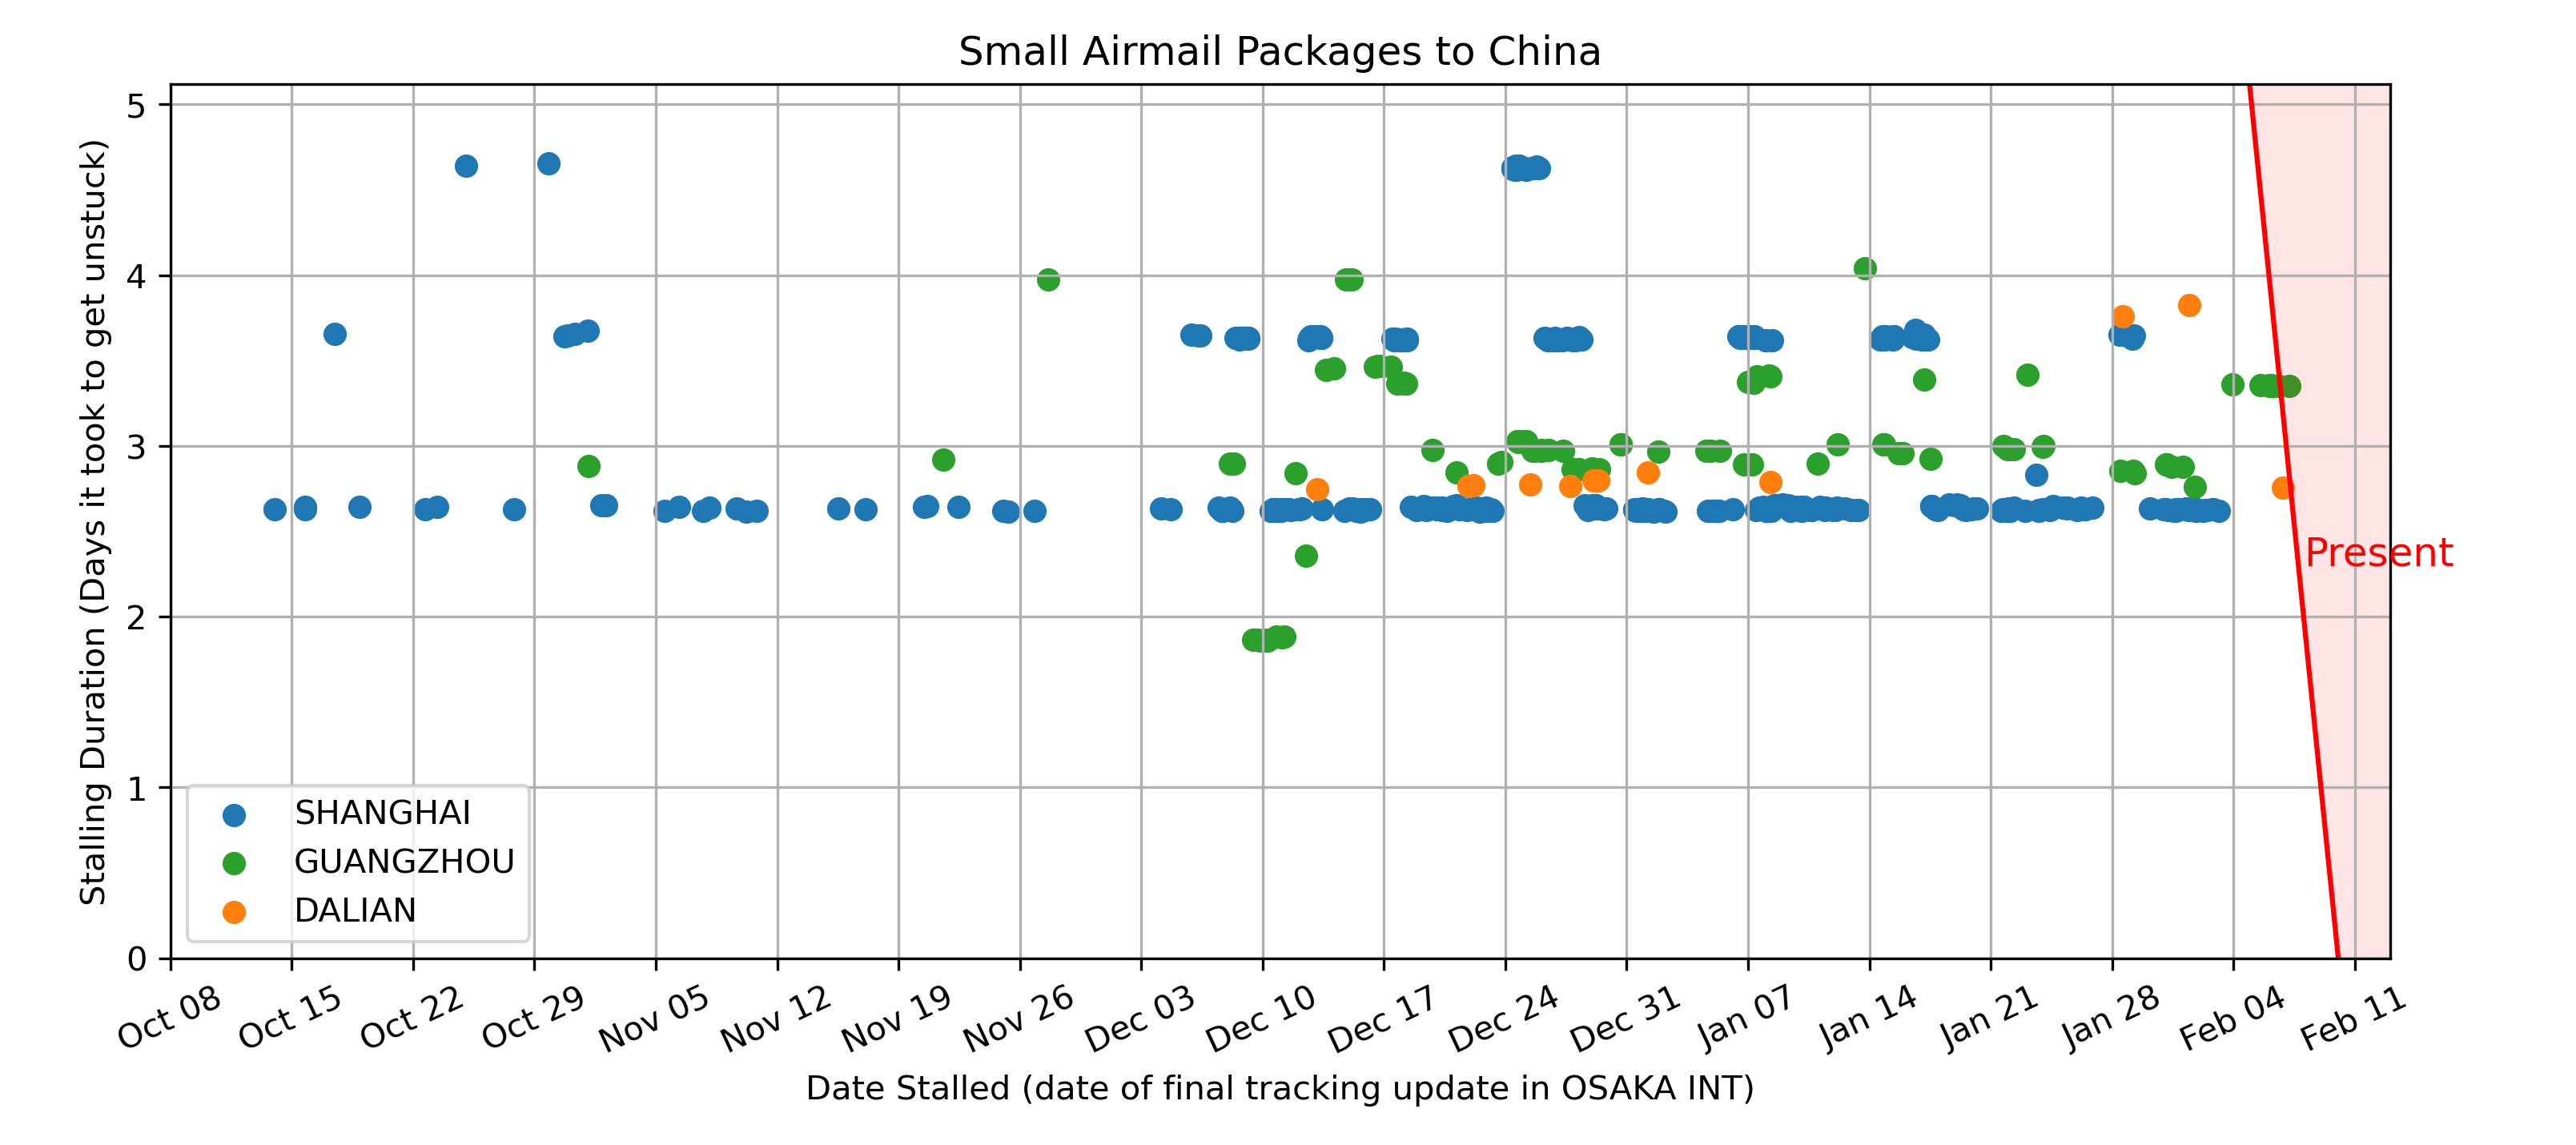 Small Airmail Packages to China
Stalling Duration (Days it took to get unstuck)
5
4
3
2
1
0
Present
SHANGHAI
GUANGZHOU
DALIAN
Oct 08
Oct 15
Oct 22
Oct 29
Nov 05
Nov 12
Nov 19
Nov 26
Dec 03
Dec 10
Dec 17
Dec 24
Dec 31
Jan 07
Jan 14
Jan 21
Jan 28
Feb 04
Feb 11
Date Stalled (date of final tracking update in OSAKA INT)